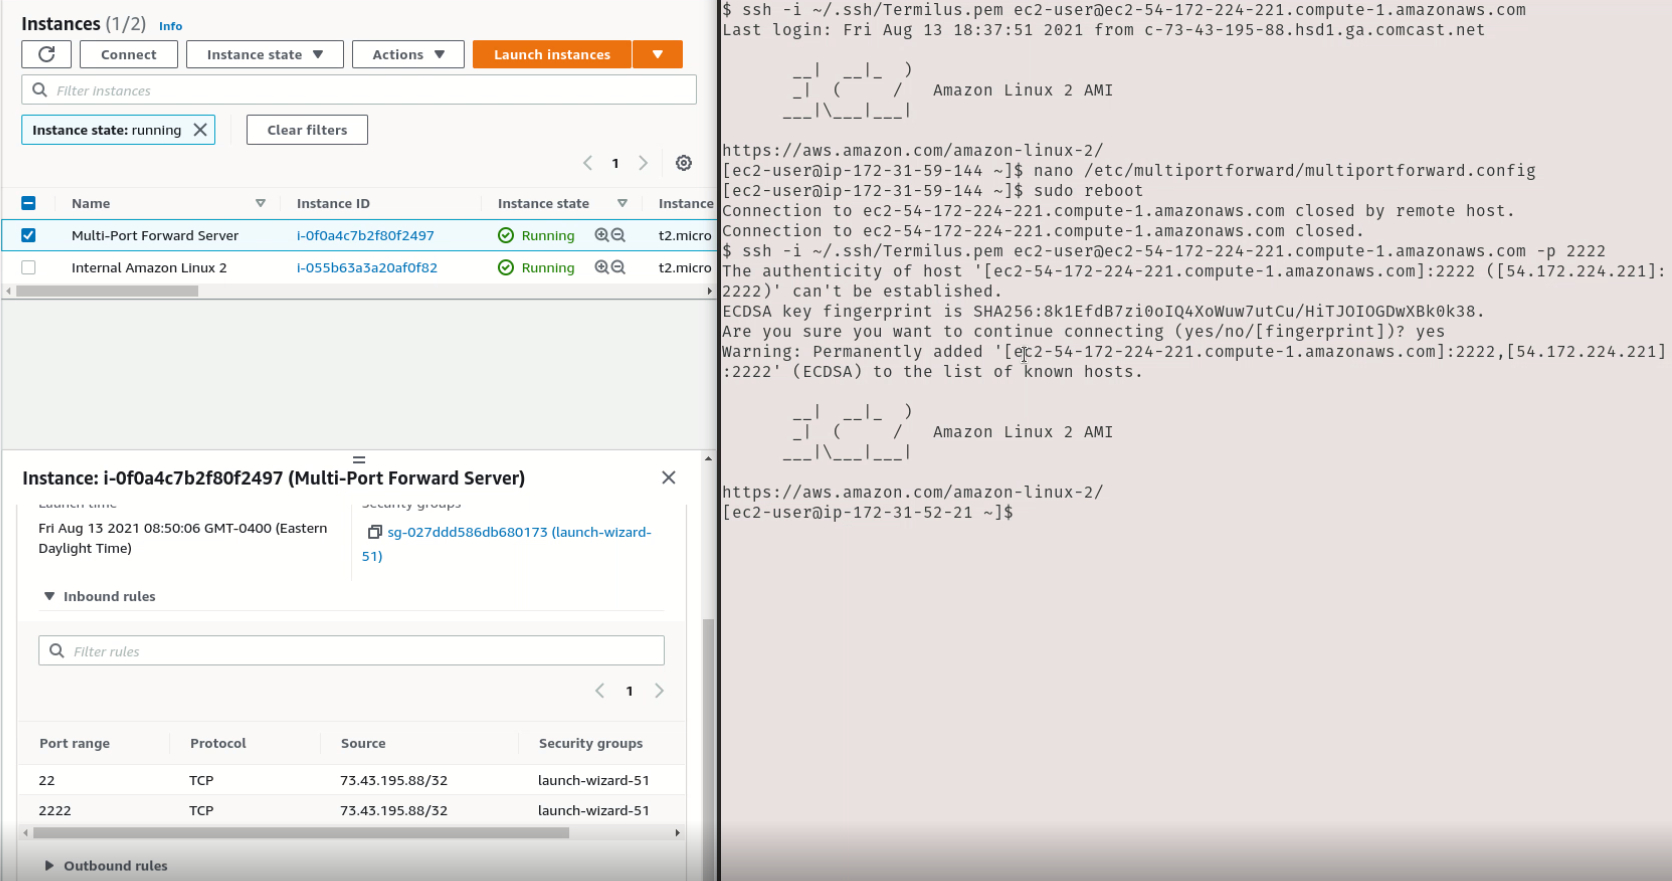 Instances (1/2) Info
Connect
Instance state
Actions
Launch instances
Filter instances
Instance state: running
Clear filters
1
Name
Instance ID
Instance state
Instance
Multi-Port Forward Server
i-0f0a4c7b2f80f2497
Running
t2.micro
Internal Amazon Linux 2
i-055b63a3a20af0f82
Running
t2.micro
Instance: i-0f0a4c7b2f80f2497 (Multi-Port Forward Server)
Launch time
Security groups
Fri Aug 13 2021 08:50:06 GMT-0400 (Eastern
Daylight Time)
sg-027ddd586db680173 (launch-wizard-
51)
Inbound rules
Filter rules
1
Port range
Protocol
Source
Security groups
22
TCP
73.43.195.88/32
launch-wizard-51
2222
TCP
73.43.195.88/32
launch-wizard-51
Outbound rules
$ ssh -i ~/.ssh/Termilus.pem ec2-user@ec2-54-172-224-221.compute-1.amazonaws.com
Last login: Fri Aug 13 18:37:51 2021 from c-73-43-195-88.hsd1.ga.comcast.net
__| __|_ )
_| ( / Amazon Linux 2 AMI
___|\___|___|
https://aws.amazon.com/amazon-linux-2/
[ec2-user@ip-172-31-59-144 ~]$ nano /etc/multiportforward/multiportforward.config
[ec2-user@ip-172-31-59-144 ~]$ sudo reboot
Connection to ec2-54-172-224-221.compute-1.amazonaws.com closed by remote host.
Connection to ec2-54-172-224-221.compute-1.amazonaws.com closed.
$ ssh -i ~/.ssh/Termilus.pem ec2-user@ec2-54-172-224-221.compute-1.amazonaws.com -p 2222
The authenticity of host '[ec2-54-172-224-221.compute-1.amazonaws.com]:2222 ([54.172.224.221]:
2222)' can't be established.
ECDSA key fingerprint is SHA256:8k1EfdB7zi0oIQ4XoWuw7utCu/HiTJOIOGDwXBk0k38.
Are you sure you want to continue connecting (yes/no/[fingerprint])? yes
Warning: Permanently added '[ec2-54-172-224-221.compute-1.amazonaws.com]:2222,[54.172.224.221]
:2222' (ECDSA) to the list of known hosts.
__| __|_ )
_| ( / Amazon Linux 2 AMI
___|\___|___|
https://aws.amazon.com/amazon-linux-2/
[ec2-user@ip-172-31-52-21 ~]$